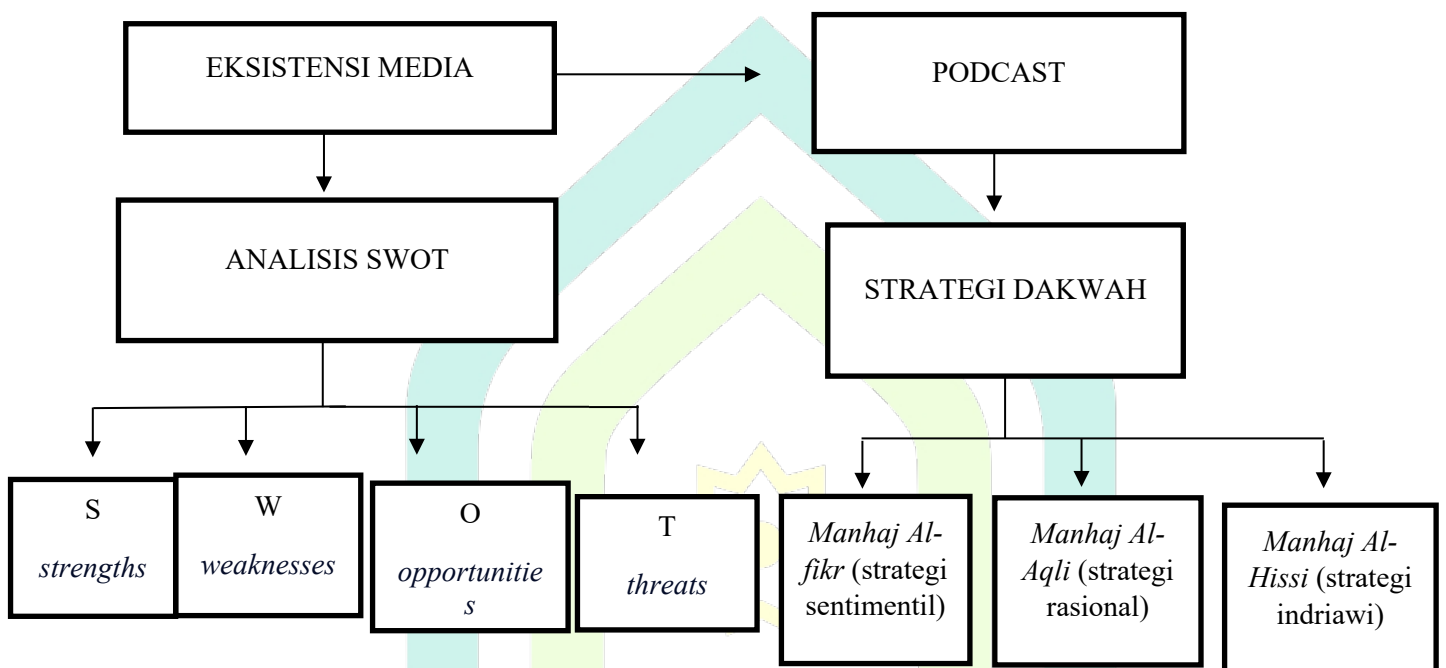 EKSISTENSI MEDIA
PODCAST
ANALISIS SWOT
STRATEGI DAKWAH
S
strengths
W
weaknesses
O
opportunitie
s
T
threats
Manhaj Al-
fikr (strategi
sentimentil)
Manhaj Al-
Aqli (strategi
rasional)
Manhaj Al-
Hissi (strategi
indriawi)